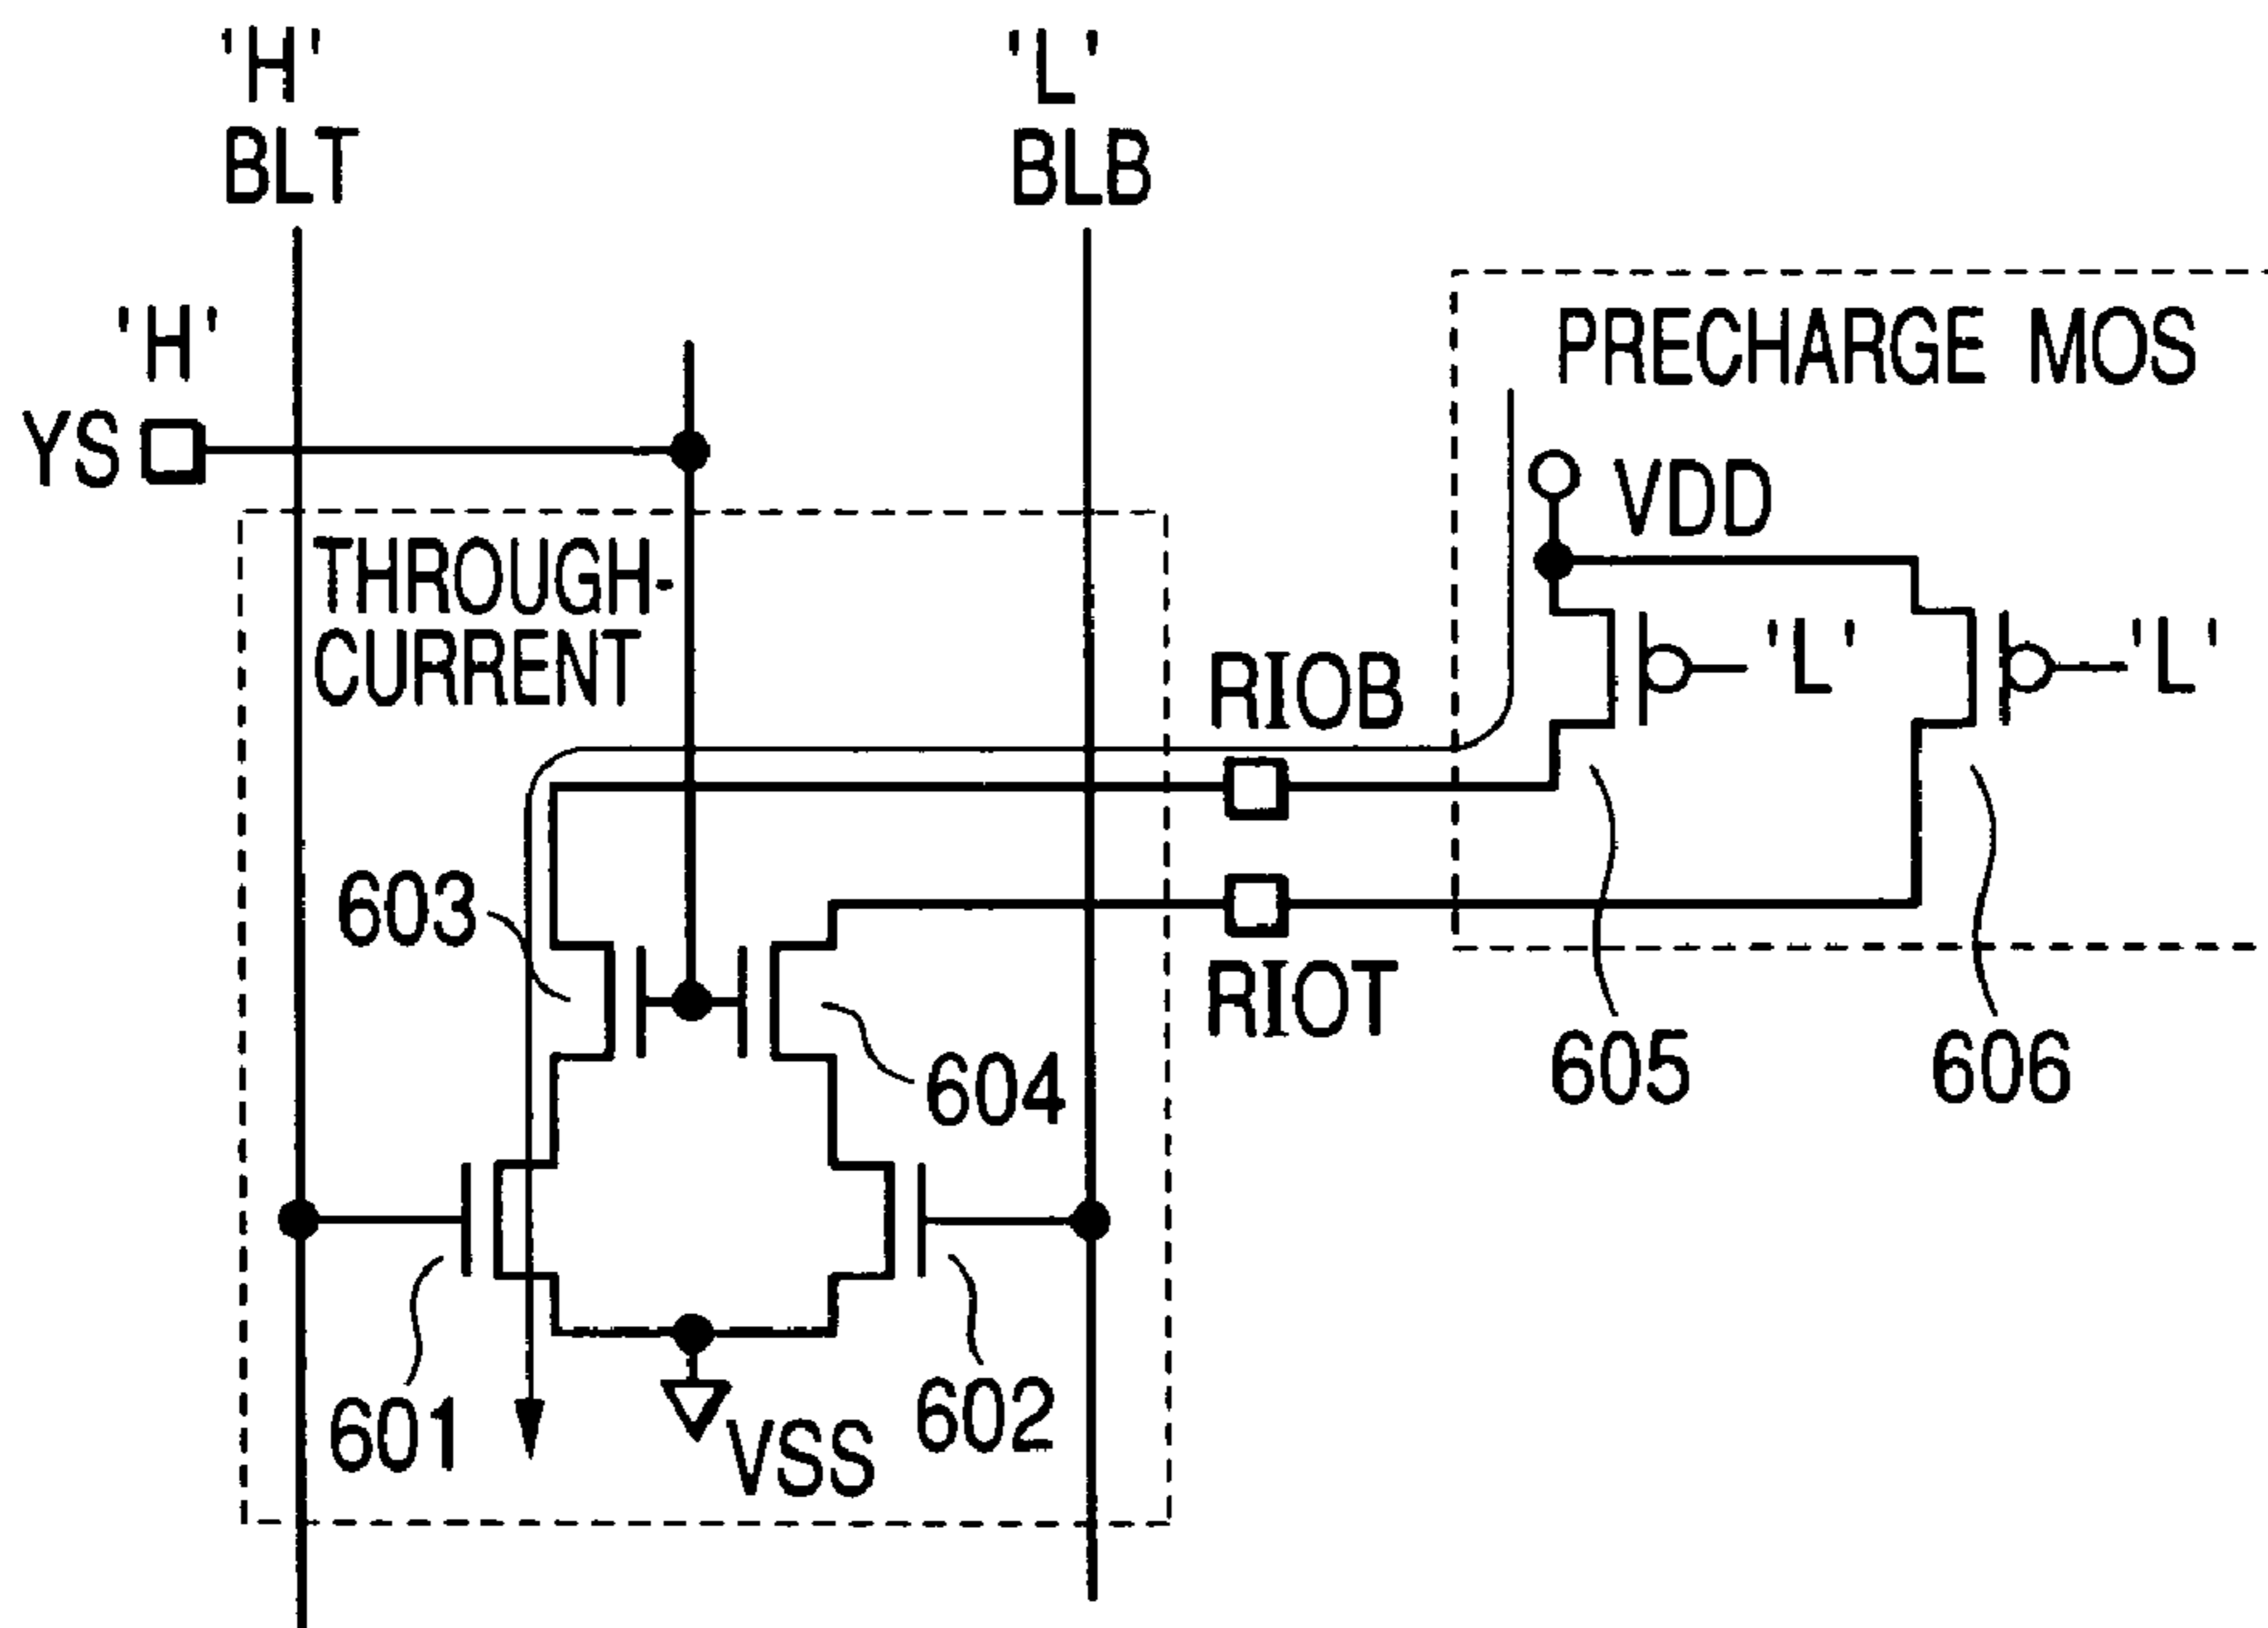 'H'
BLT
'L'
BLB
'H'
YS
PRECHARGE MOS
VDD
THROUGH-
CURRENT
'L'
'L'
RIOB
603
RIOT
604
605
606
601
602
VSS